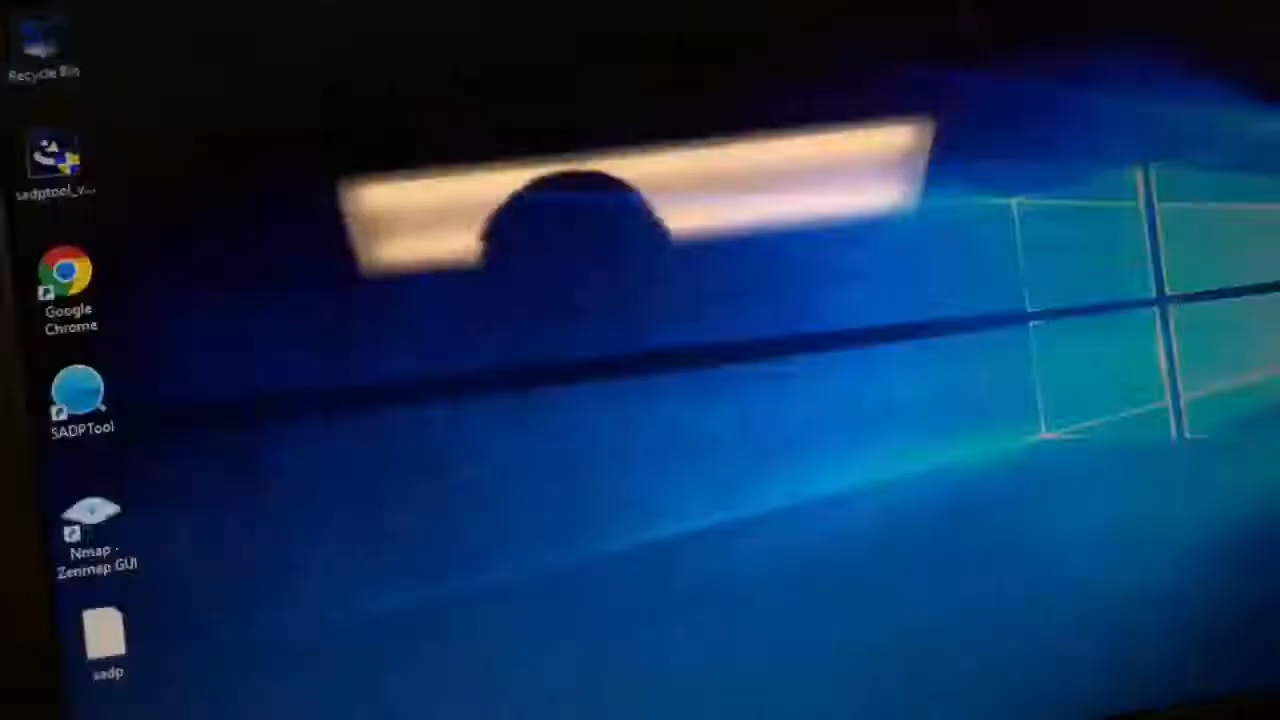 Recycle Bin
sadptool_v...
Google
Chrome
SADPTool
Nmap -
Zenmap GUI
sadp